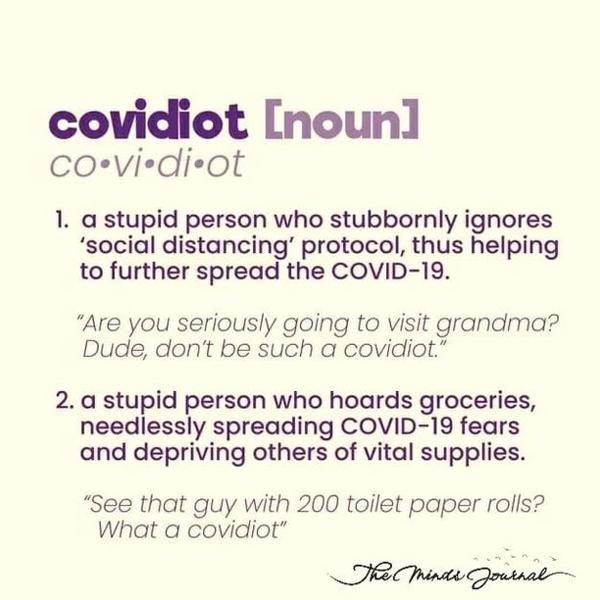 covidiot [noun]
co•vi•di•ot
1. a stupid person who stubbornly ignores
‘social distancing’ protocol, thus helping
to further spread the COVID-19.
“Are you seriously going to visit grandma?
Dude, don’t be such a covidiot.”
2. a stupid person who hoards groceries,
needlessly spreading COVID-19 fears
and depriving others of vital supplies.
“See that guy with 200 toilet paper rolls?
What a covidiot”
The Minds Journal